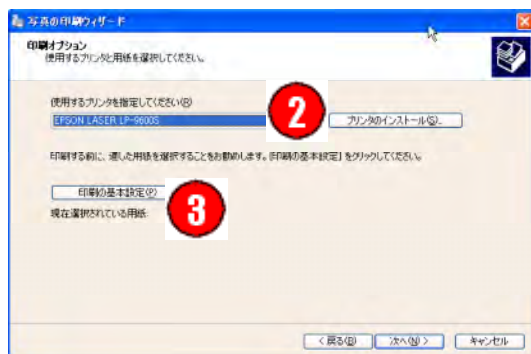 写真の印刷ウィザード
印刷オプション
使用するプリンタと用紙を選択してください。
使用するプリンタを指定してください(R)
EPSON LASER LP-9600S
2
プリンタのインストール(S)...
印刷する前に、適した用紙を選択することをお勧めします。[印刷の基本設定] をクリックしてください。
印刷の基本設定(P)
3
現在選択されている用紙:
< 戻る(B)
次へ(N) >
キャンセル